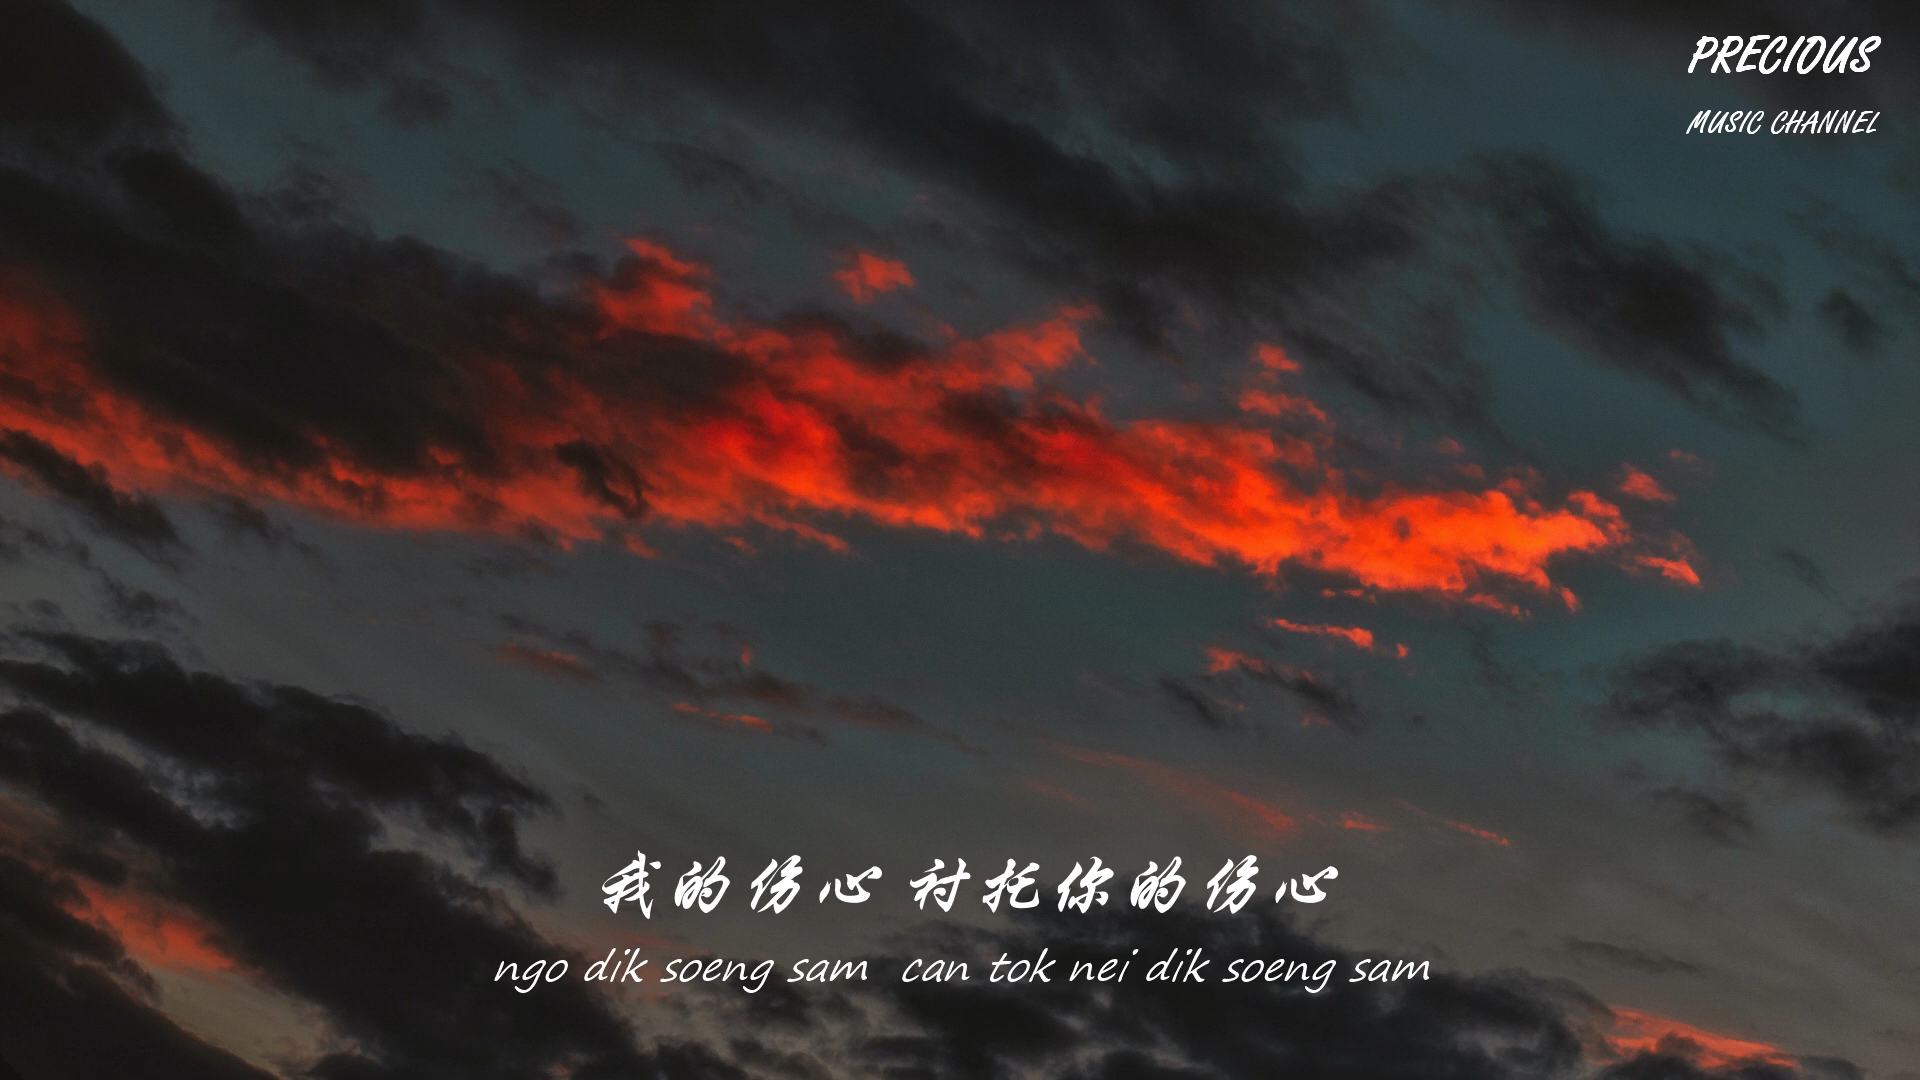 PRECIOUS
MUSIC CHANNEL
我的伤心 衬托你的伤心
ngo dik soeng sam can tok nei dik soeng sam